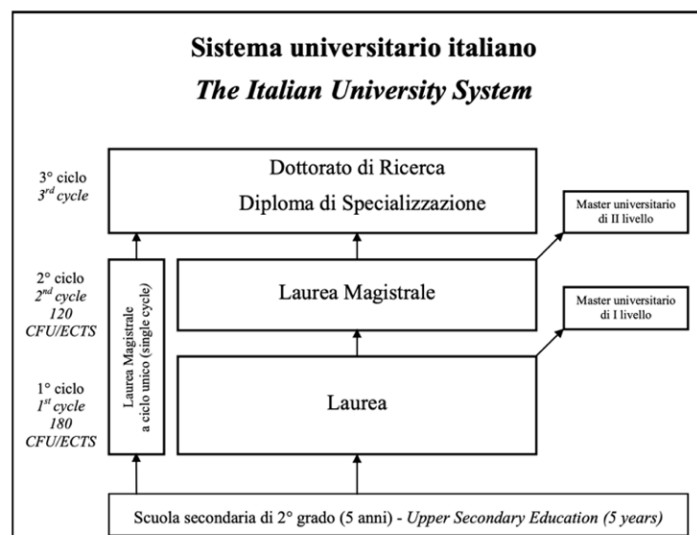 Sistema universitario italiano
The Italian University System
3° ciclo
3rd cycle
Dottorato di Ricerca
Diploma di Specializzazione
Master universitario
di II livello
2° ciclo
2nd cycle
120
CFU/ECTS
Laurea Magistrale
a ciclo unico (single cycle)
Laurea Magistrale
Master universitario
di I livello
1° ciclo
1st cycle
180
CFU/ECTS
Laurea
Scuola secondaria di 2° grado (5 anni) - Upper Secondary Education (5 years)